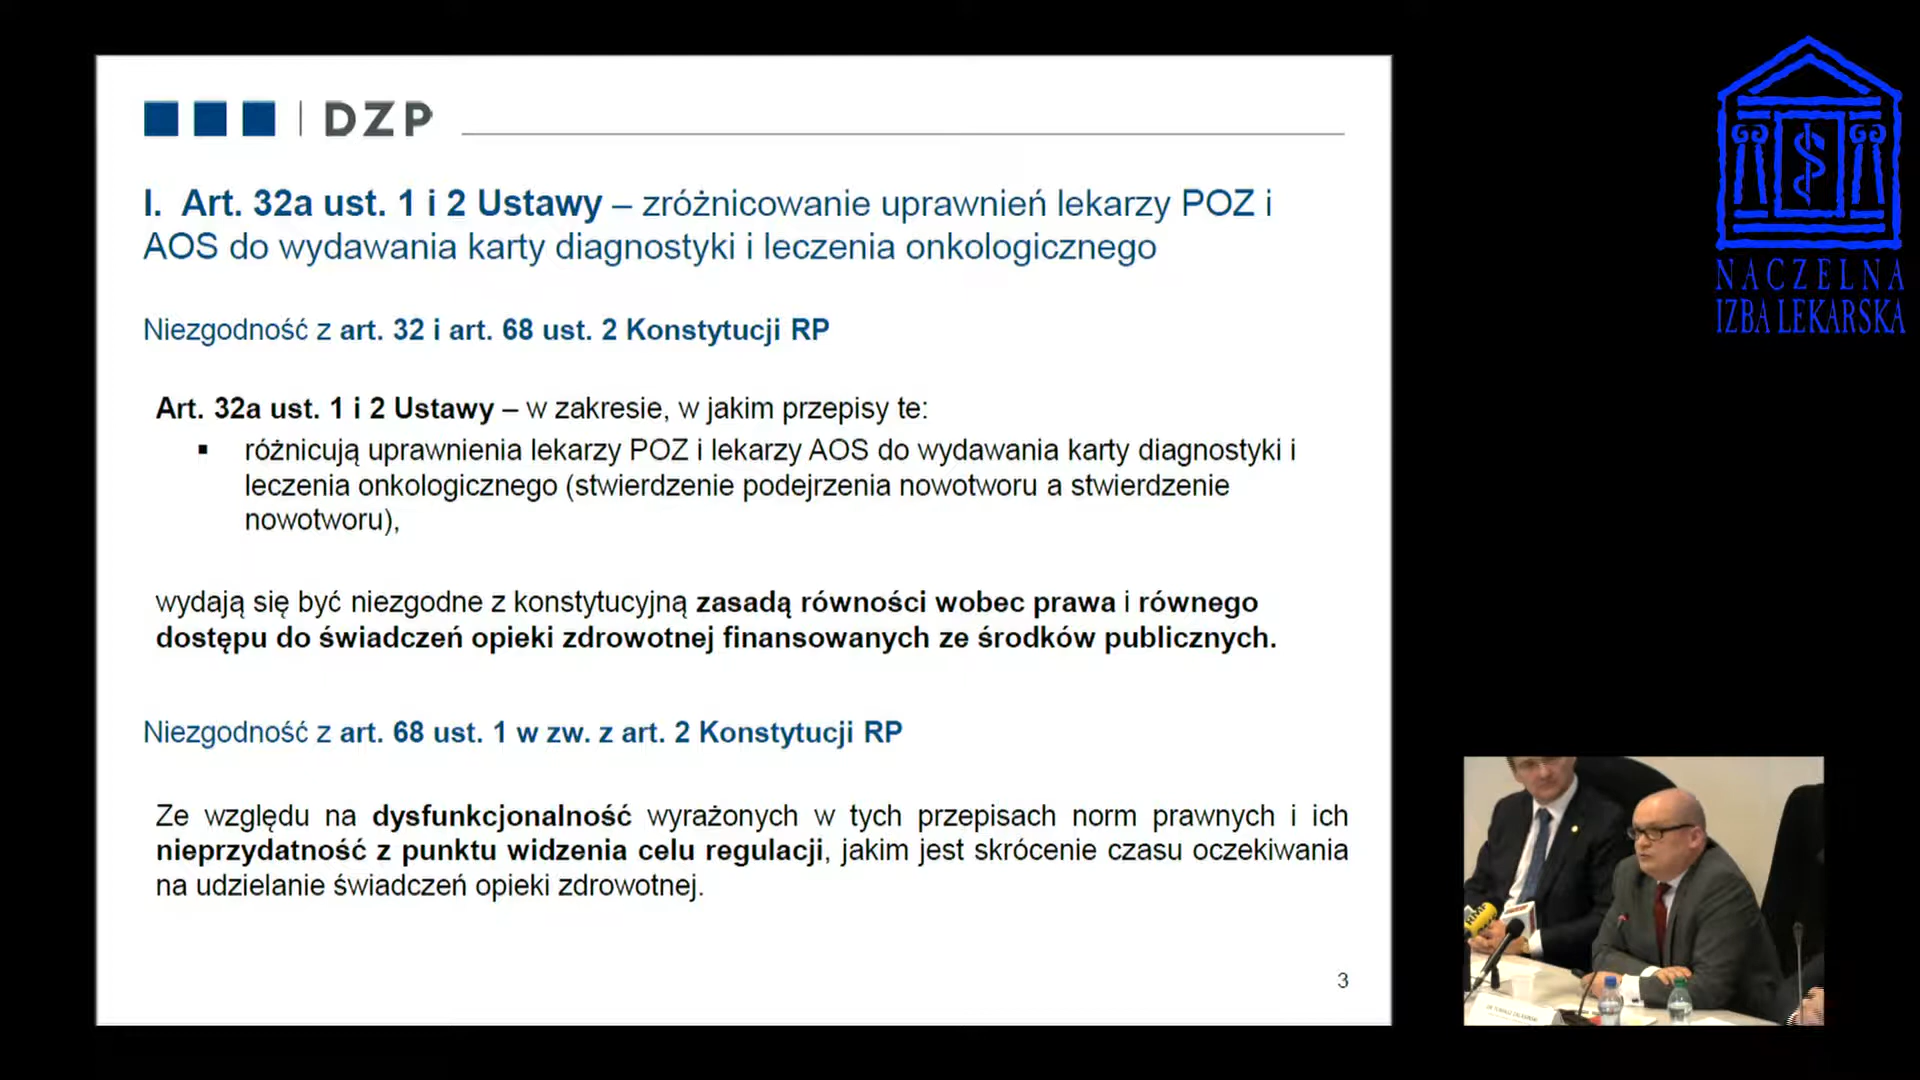 DZP
I. Art. 32a ust. 1 i 2 Ustawy – zróżnicowanie uprawnień lekarzy POZ i
AOS do wydawania karty diagnostyki i leczenia onkologicznego
Niezgodność z art. 32 i art. 68 ust. 2 Konstytucji RP
Art. 32a ust. 1 i 2 Ustawy – w zakresie, w jakim przepisy te:
▪ różnicują uprawnienia lekarzy POZ i lekarzy AOS do wydawania karty diagnostyki i
leczenia onkologicznego (stwierdzenie podejrzenia nowotworu a stwierdzenie
nowotworu),
wydają się być niezgodne z konstytucyjną zasadą równości wobec prawa i równego
dostępu do świadczeń opieki zdrowotnej finansowanych ze środków publicznych.
Niezgodność z art. 68 ust. 1 w zw. z art. 2 Konstytucji RP
Ze względu na dysfunkcjonalność wyrażonych w tych przepisach norm prawnych i ich
nieprzydatność z punktu widzenia celu regulacji, jakim jest skrócenie czasu oczekiwania
na udzielanie świadczeń opieki zdrowotnej.
3
NACZELNA
IZBA LEKARSKA